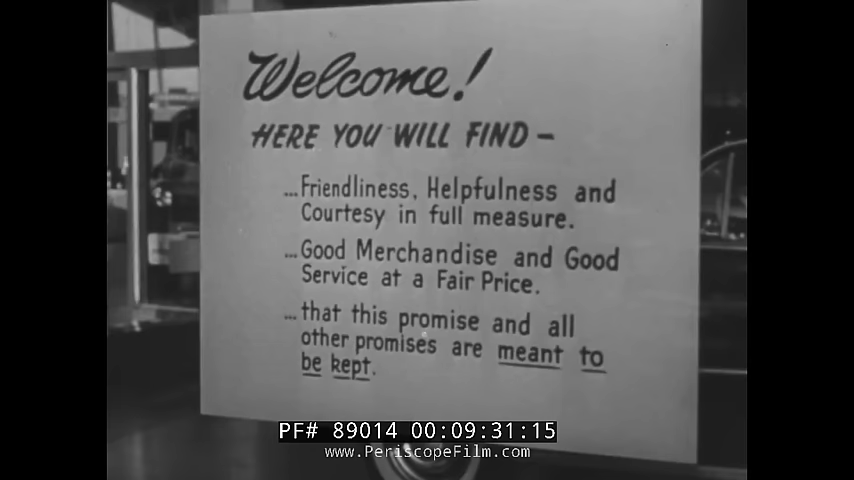 Welcome!
HERE YOU WILL FIND –
...Friendliness, Helpfulness and
Courtesy in full measure.
...Good Merchandise and Good
Service at a Fair Price.
...that this promise and all
other promises are meant to
be kept.
PF# 89014 00:09:31:15
www.PeriscopeFilm.com